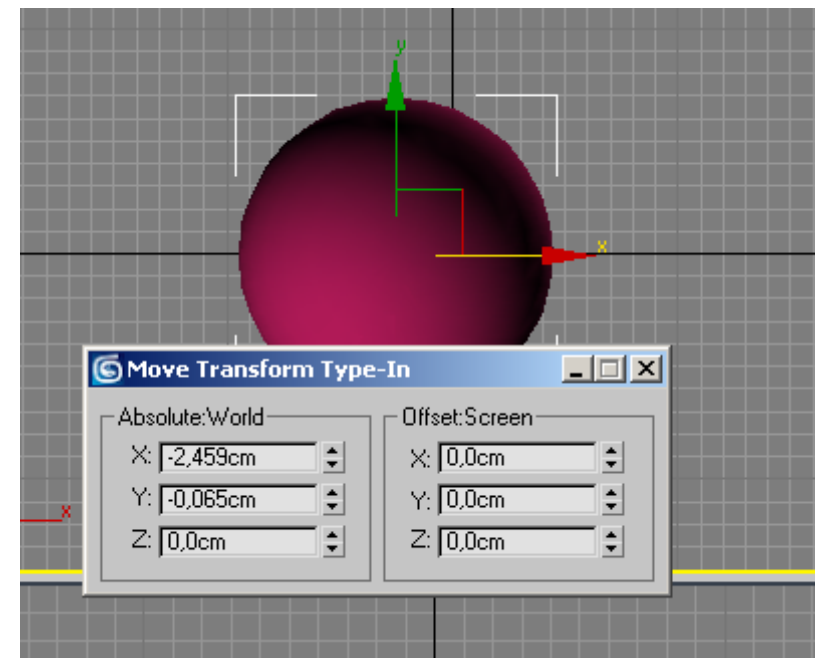 y
x
Move Transform Type-In
Absolute:World
X: -2,459cm
Y: -0,065cm
Z: 0,0cm
Offset:Screen
X: 0,0cm
Y: 0,0cm
Z: 0,0cm
x